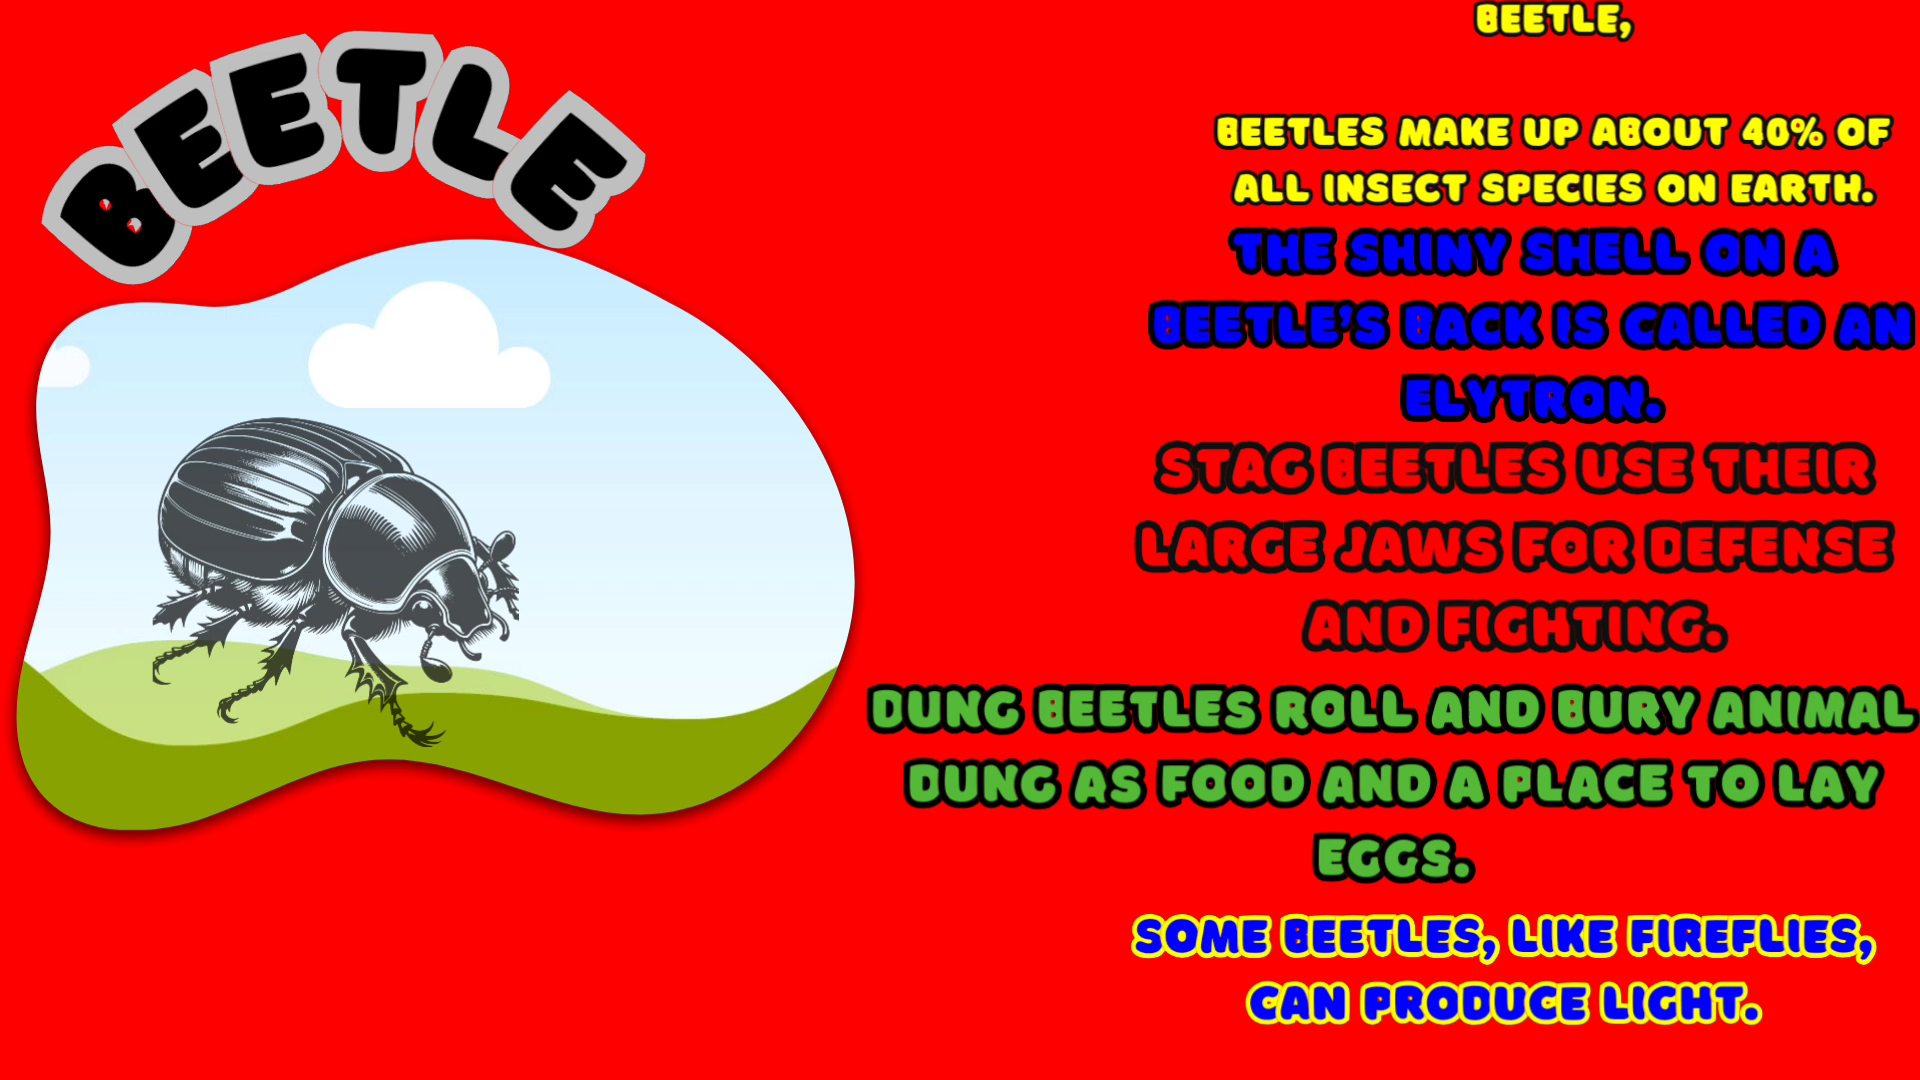 BEETLE
BEETLE,
BEETLES MAKE UP ABOUT 40% OF
ALL INSECT SPECIES ON EARTH.
THE SHINY SHELL ON A
BEETLE'S BACK IS CALLED AN
ELYTRON.
STAG BEETLES USE THEIR
LARGE JAWS FOR DEFENSE
AND FIGHTING.
DUNG BEETLES ROLL AND BURY ANIMAL
DUNG AS FOOD AND A PLACE TO LAY
EGGS.
SOME BEETLES, LIKE FIREFLIES,
CAN PRODUCE LIGHT.